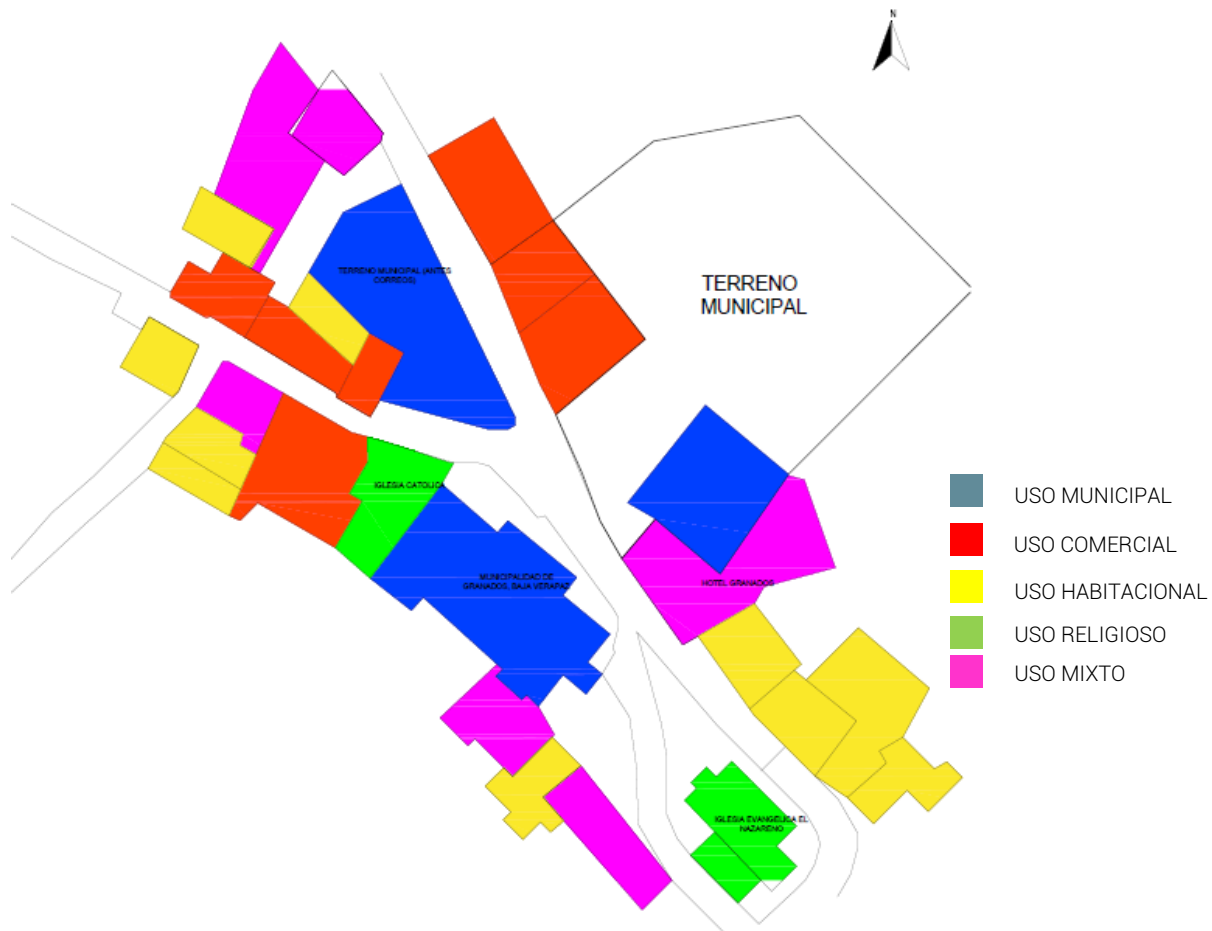 N
TERRENO MUNICIPAL (ANTES
CORREOS)
TERRENO
MUNICIPAL
IGLESIA CATOLICA
MUNICIPALIDAD DE
GRANADOS, BAJA VERAPAZ
HOTEL GRANADOS
IGLESIA EVANGELICA EL
NAZARENO
USO MUNICIPAL
USO COMERCIAL
USO HABITACIONAL
USO RELIGIOSO
USO MIXTO